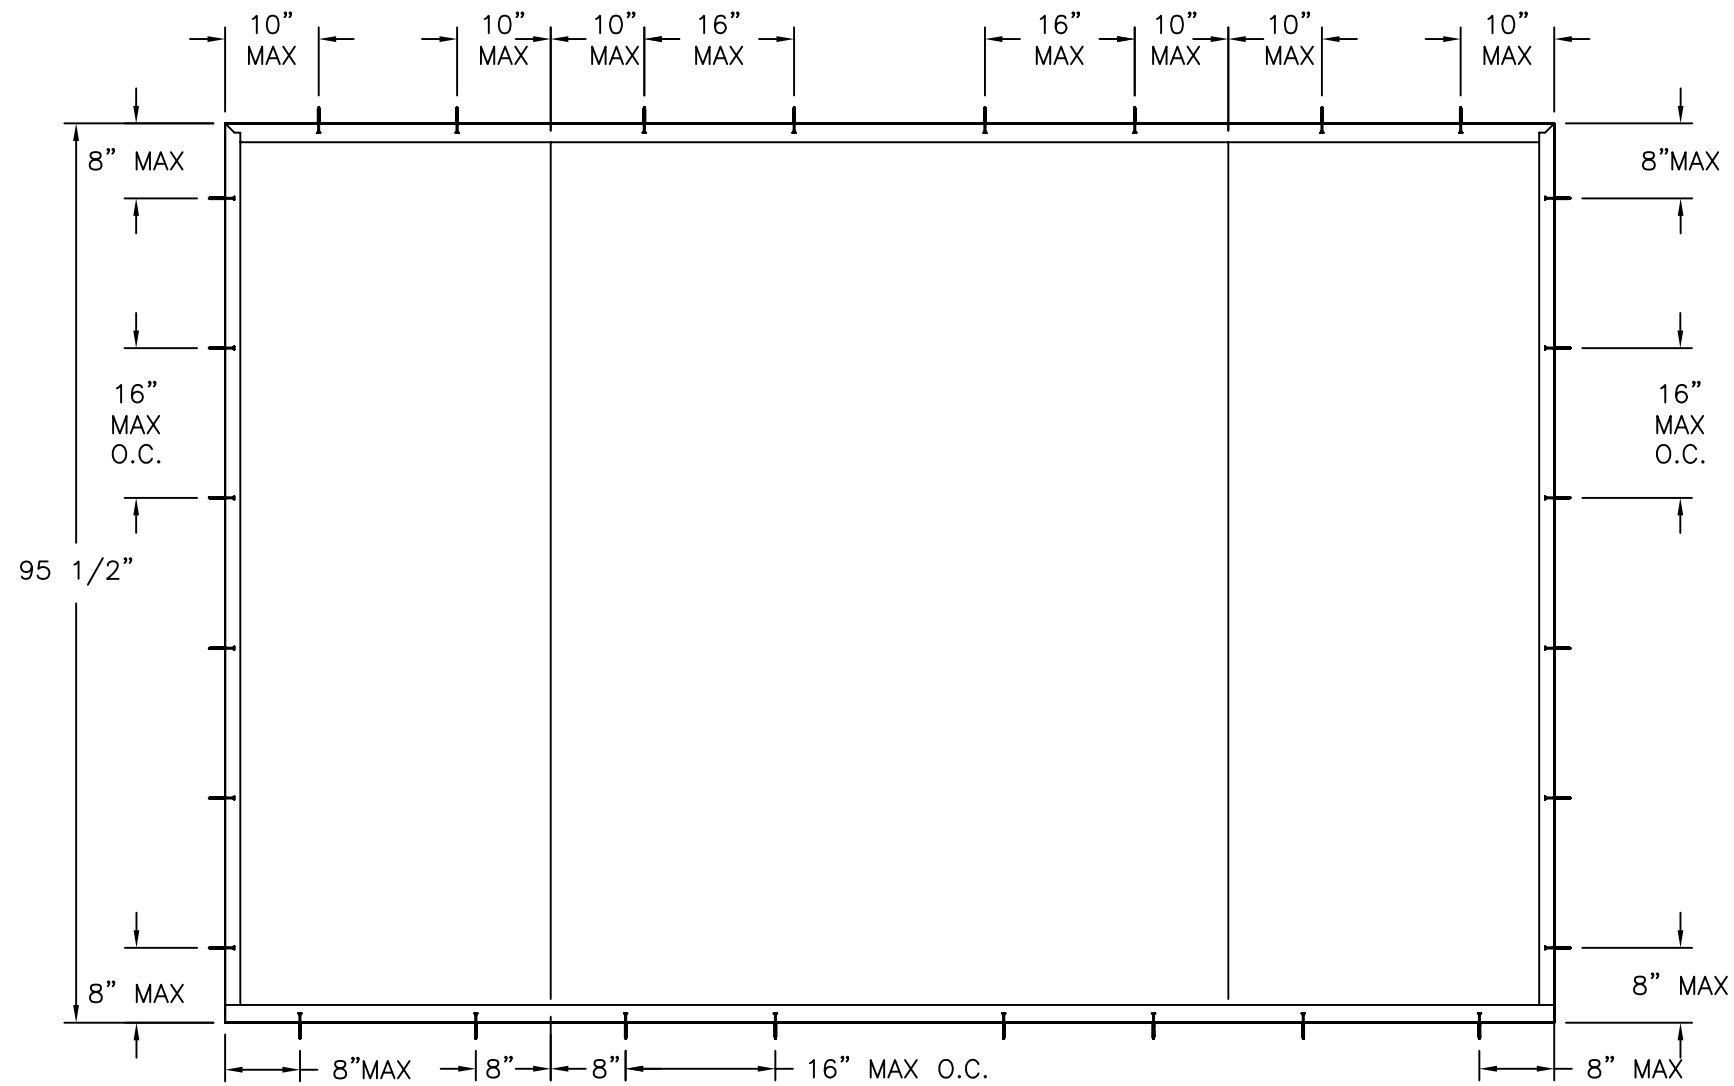 10” 10” 10” 16” 16” 10” 10” 10”
MAX MAX MAX MAX MAX MAX MAX MAX
8” MAX
8”MAX
16”
MAX
O.C.
16”
MAX
O.C.
95 1/2”
8” MAX
8” MAX
8”MAX 8” 8” 16” MAX O.C. 8” MAX